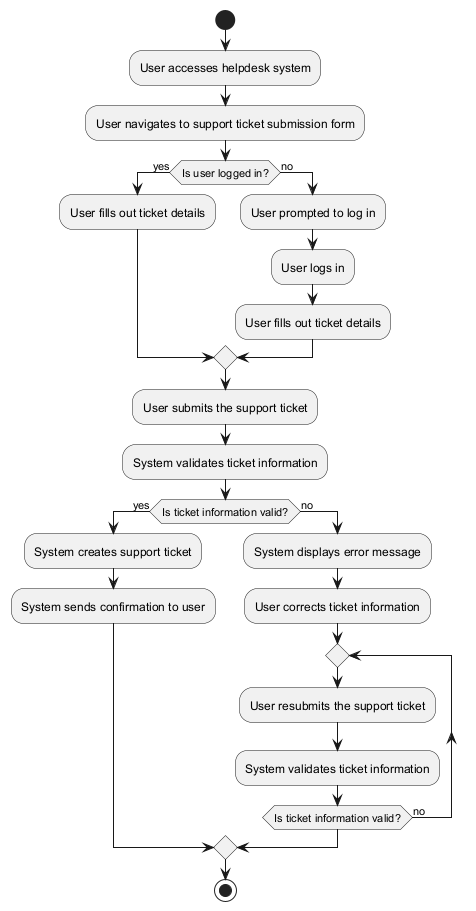 User accesses helpdesk system
User navigates to support ticket submission form
yes
Is user logged in?
no
User fills out ticket details
User prompted to log in
User logs in
User fills out ticket details
User submits the support ticket
System validates ticket information
yes
Is ticket information valid?
no
System creates support ticket
System displays error message
System sends confirmation to user
User corrects ticket information
User resubmits the support ticket
System validates ticket information
Is ticket information valid?
no